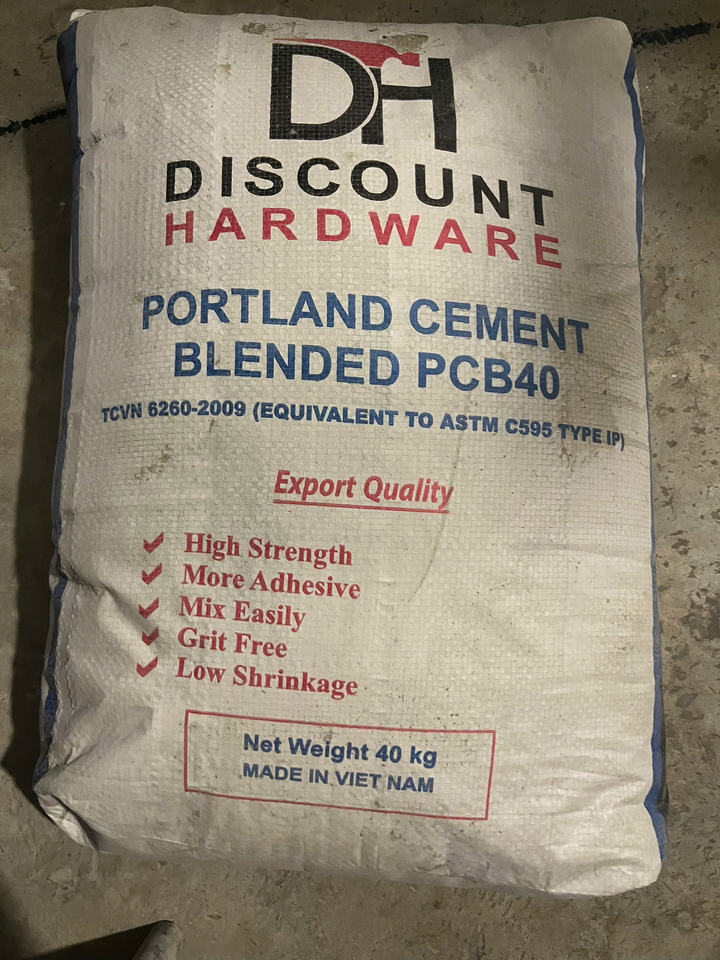 DH
DISCOUNT
HARDWARE
PORTLAND CEMENT
BLENDED PCB40
TCVN 6260-2009 (EQUIVALENT TO ASTM C595 TYPE IP)
Export Quality
High Strength
More Adhesive
Mix Easily
Grit Free
Low Shrinkage
Net Weight 40 kg
MADE IN VIET NAM